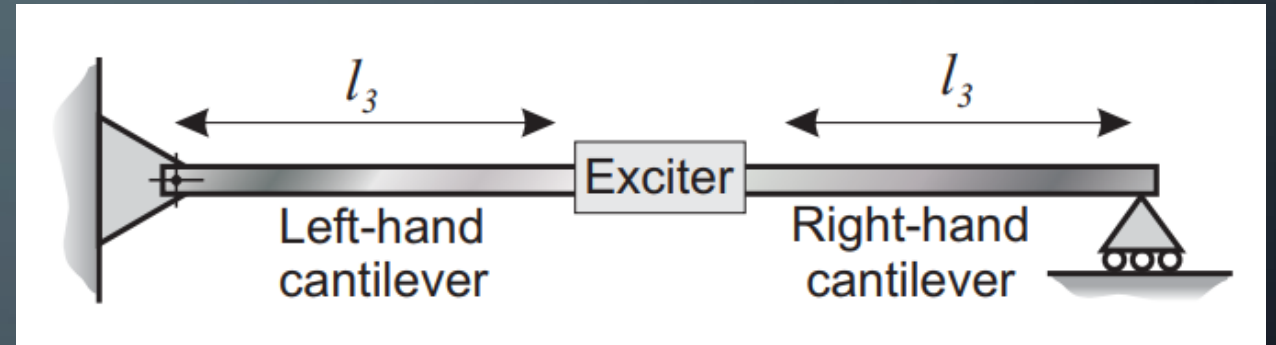 l₃
l₃
Exciter
Left-hand
cantilever
Right-hand
cantilever